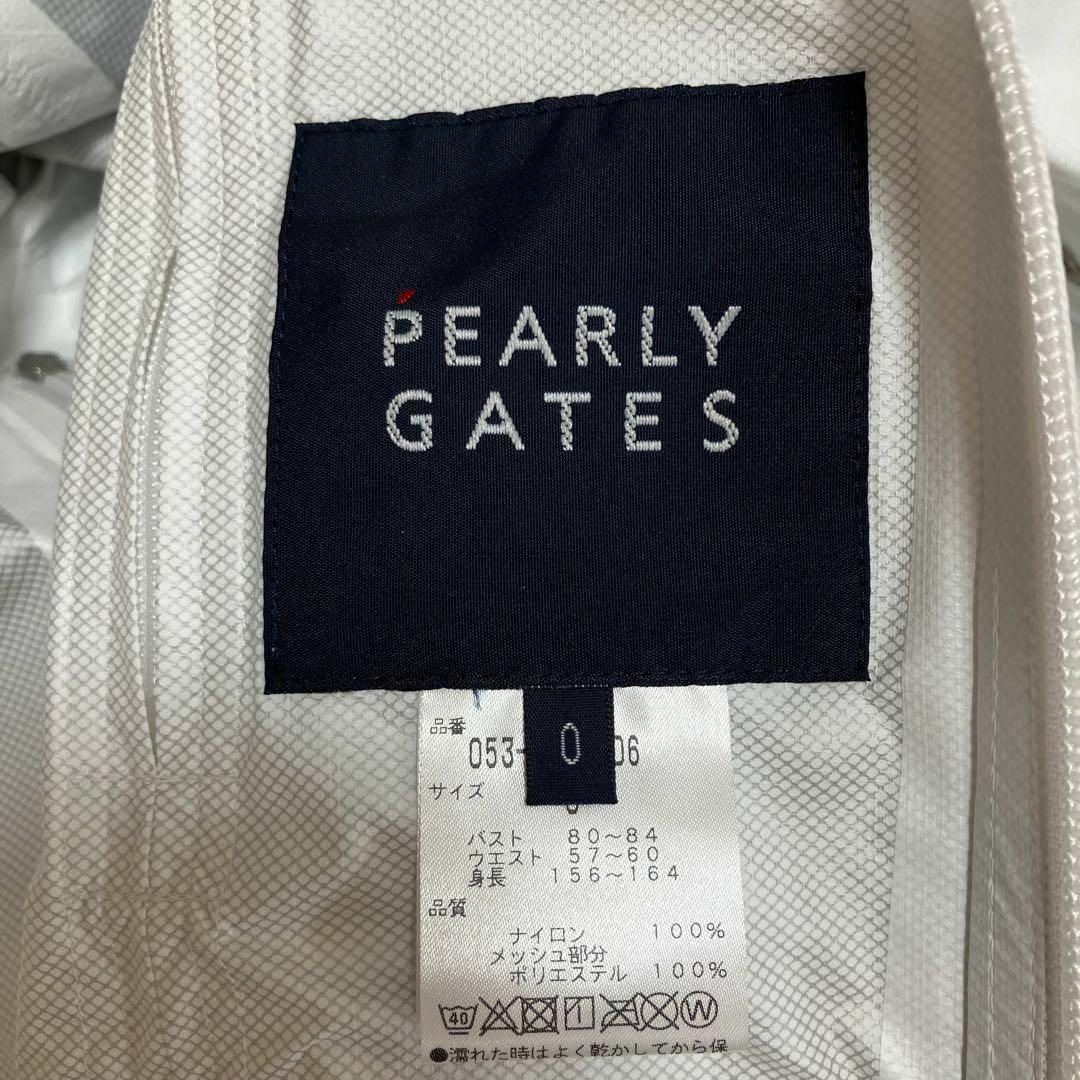 PEARLY
GATES
0
品番
053- 06
サイズ
バスト 80~84
ウエスト 57~60
身長 156~164
品質
ナイロン 100%
メッシュ部分
ポリエステル 100%
40 W
●濡れた時はよく乾かしてから保